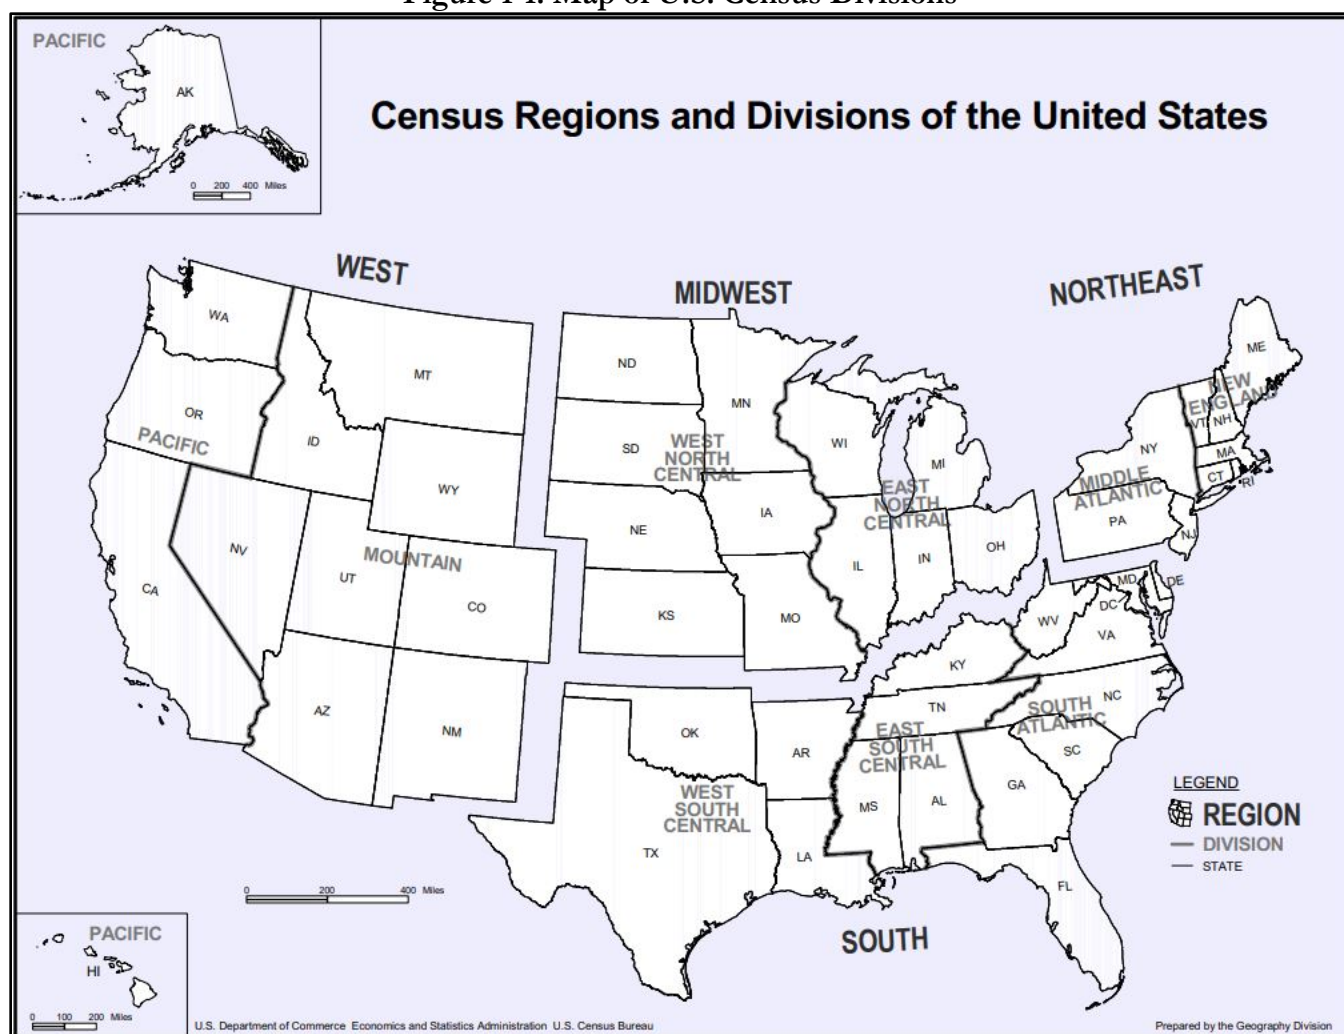 Figure 14. Map of U.S. Census Divisions
PACIFIC
AK
0 200 400 Miles
Census Regions and Divisions of the United States
WEST
MIDWEST
NORTHEAST
WA
MT
ND
MN
ME
OR
ID
SD
WI
MI
NY
VT
NH
NEW
ENGLAND
PACIFIC
WEST
NORTH
CENTRAL
MA
CT
RI
WY
IA
EAST
NORTH
CENTRAL
MIDDLE
ATLANTIC
PA
NJ
NV
NE
IL
IN
OH
MOUNTAIN
UT
CO
CA
KS
MO
MD
DE
DC
WV
VA
KY
AZ
NM
OK
AR
TN
NC
EAST
SOUTH
CENTRAL
SOUTH
ATLANTIC
SC
WEST
SOUTH
CENTRAL
MS
AL
GA
TX
LA
FL
LEGEND
REGION
DIVISION
STATE
0 200 400 Miles
SOUTH
PACIFIC
HI
0 100 200 Miles
U.S. Department of Commerce Economics and Statistics Administration U.S. Census Bureau
Prepared by the Geography Division